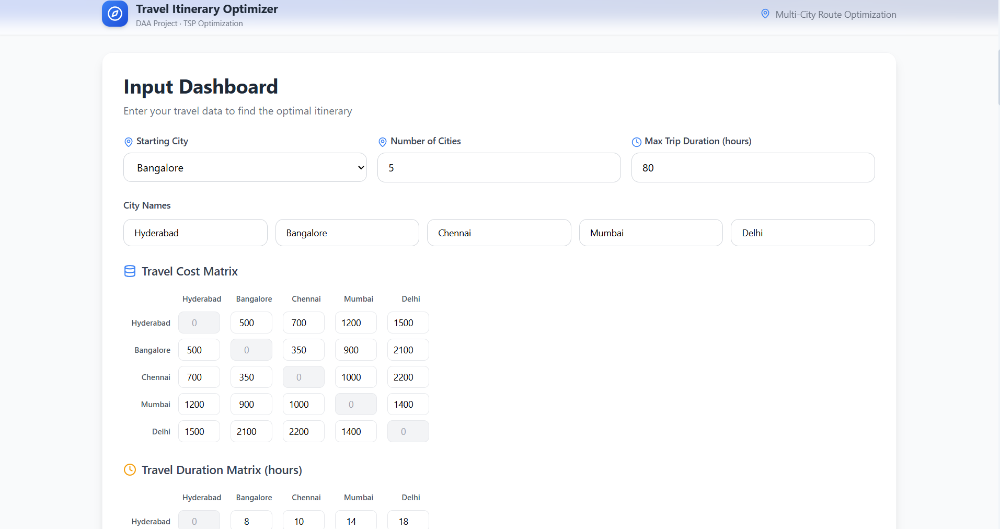 Travel Itinerary Optimizer
DAA Project · TSP Optimization
Multi-City Route Optimization
Input Dashboard
Enter your travel data to find the optimal itinerary
Starting City
Number of Cities
Max Trip Duration (hours)
Bangalore
5
80
City Names
Hyderabad
Bangalore
Chennai
Mumbai
Delhi
Travel Cost Matrix
Hyderabad Bangalore Chennai Mumbai Delhi
Hyderabad 0 500 700 1200 1500
Bangalore 500 0 350 900 2100
Chennai 700 350 0 1000 2200
Mumbai 1200 900 1000 0 1400
Delhi 1500 2100 2200 1400 0
Travel Duration Matrix (hours)
Hyderabad Bangalore Chennai Mumbai Delhi
Hyderabad 0 8 10 14 18